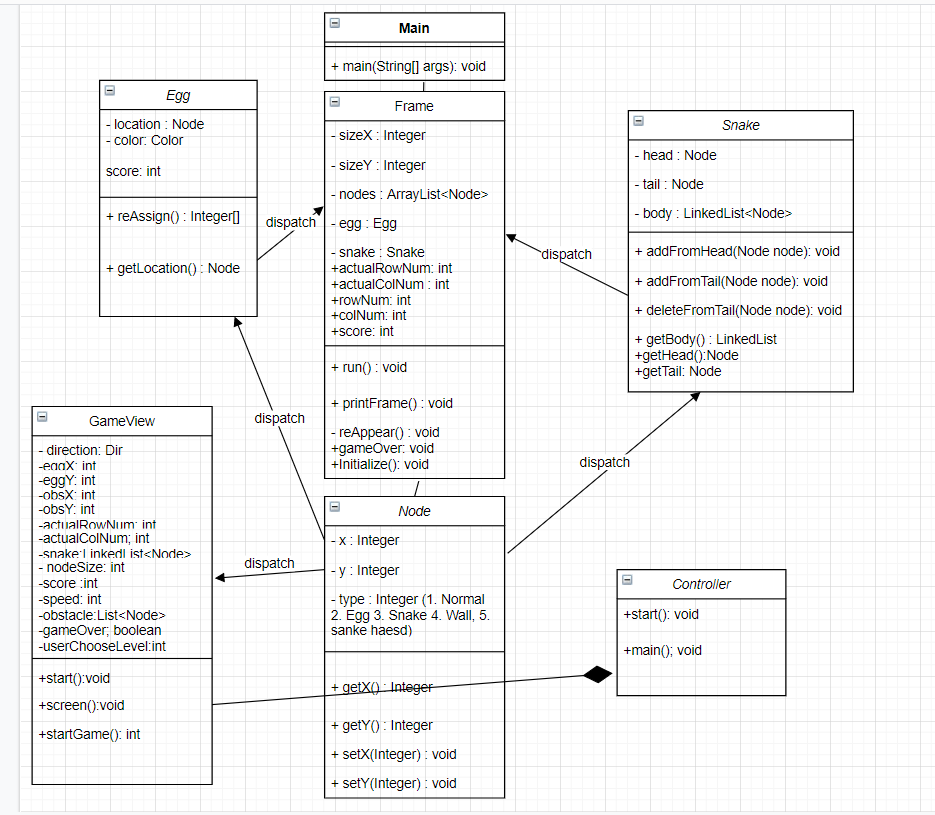 Main
+ main(String[] args): void
Egg
- location : Node
- color: Color
score: int
+ reAssign() : Integer[]
+ getLocation() : Node
Frame
- sizeX : Integer
- sizeY : Integer
- nodes : ArrayList<Node>
- egg : Egg
- snake : Snake
+actualRowNum: int
+actualColNum : int
+rowNum: int
+colNum: int
+score: int
+ run() : void
+ printFrame() : void
- reAppear() : void
+gameOver: void
+Initialize(): void
Snake
- head : Node
- tail : Node
- body : LinkedList<Node>
+ addFromHead(Node node): void
+ addFromTail(Node node): void
+ deleteFromTail(Node node): void
+ getBody() : LinkedList
+getHead():Node
+getTail: Node
dispatch
dispatch
dispatch
dispatch
dispatch
GameView
- direction: Dir
-eggX: int
-eggY: int
-obsX: int
-obsY: int
-actualRowNum: int
-actualColNum; int
-snake:LinkedList<Node>
- nodeSize: int
-score :int
-speed: int
-obstacle:List<Node>
-gameOver; boolean
-userChooseLevel:int
+start():void
+screen():void
+startGame(): int
Node
- x : Integer
- y : Integer
- type : Integer (1. Normal
2. Egg 3. Snake 4. Wall, 5.
sanke haesd)
+ getX() : Integer
+ getY() : Integer
+ setX(Integer) : void
+ setY(Integer) : void
Controller
+start(): void
+main(); void